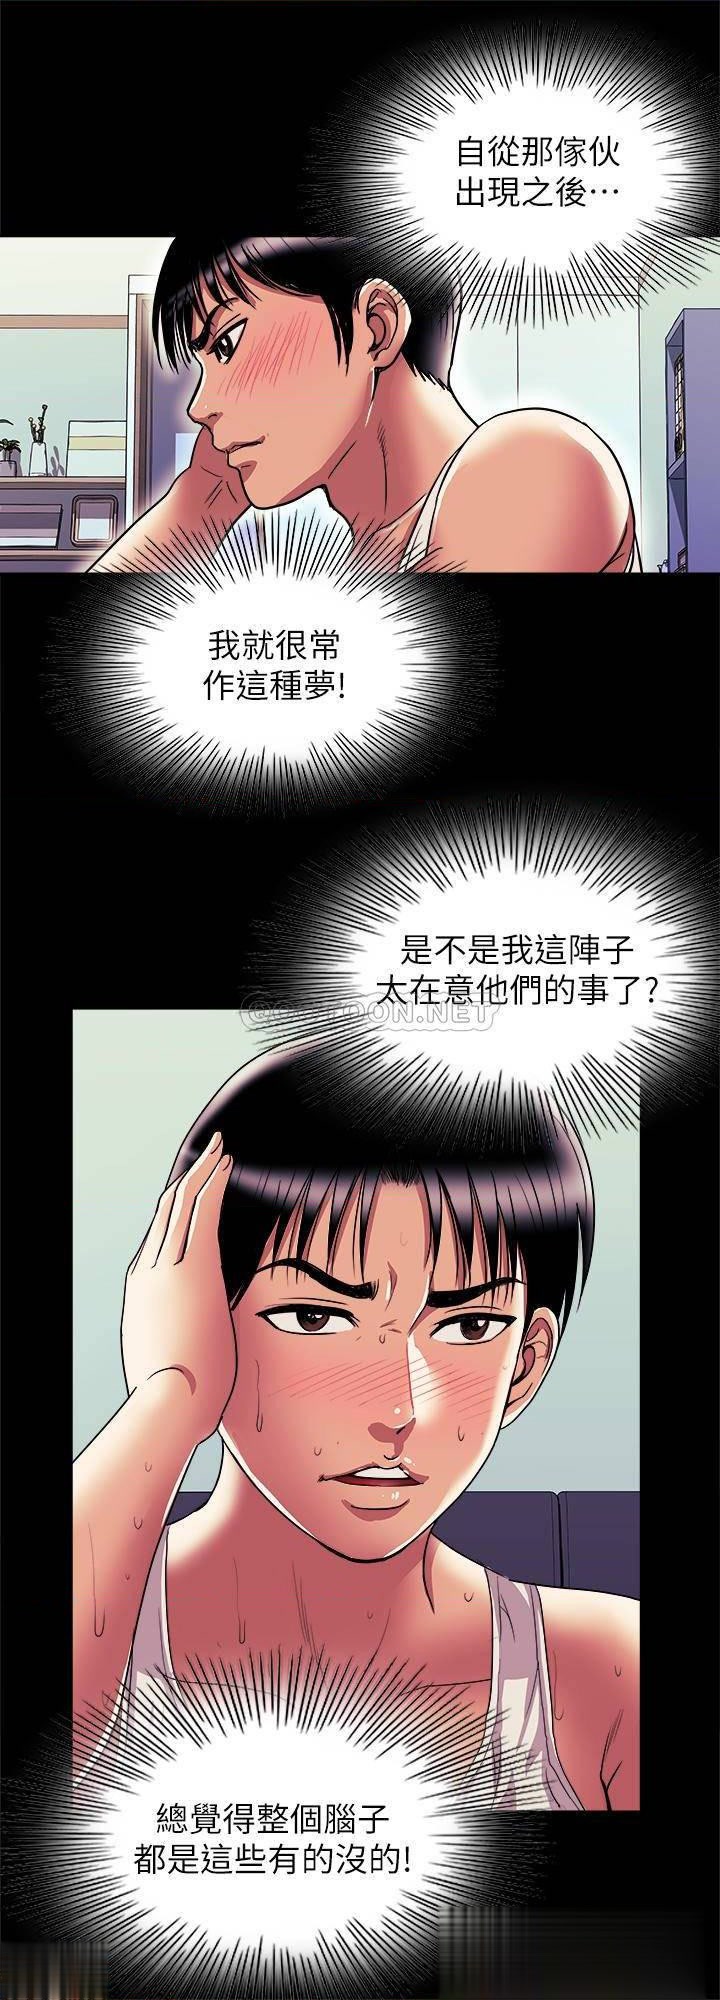 自從那傢伙
出現之後⋯
我就很常
作這種夢!
是不是我這陣子
太在意他們的事了?
總覺得整個腦子
都是這些有的沒的!